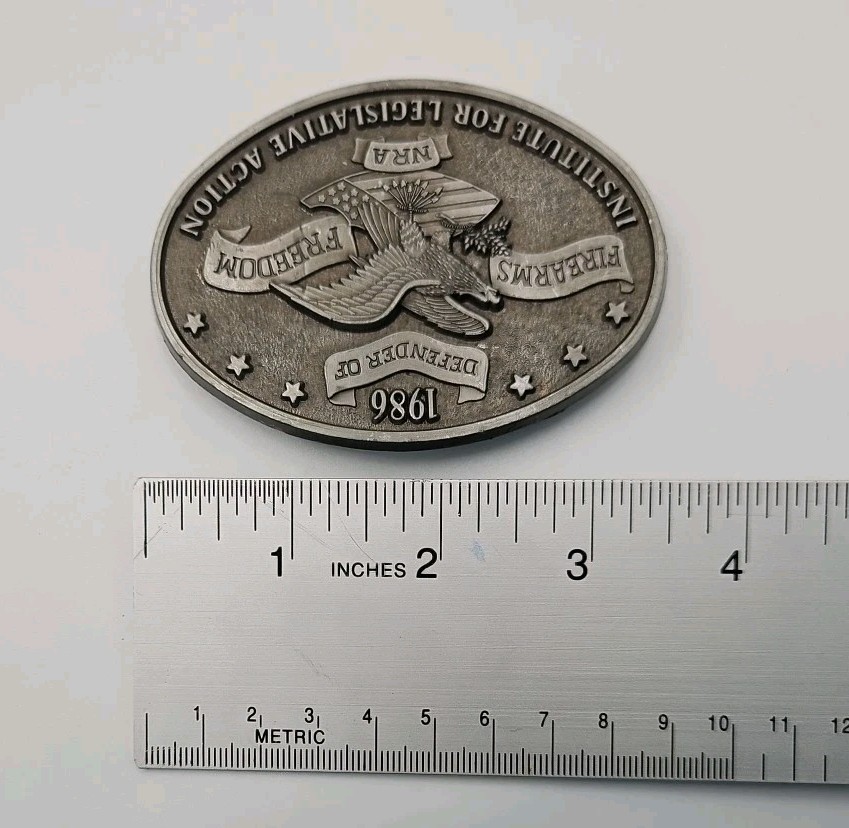 INSTITUTE FOR LEGISLATIVE ACTION
NRA
FIREARMS
FREEDOM
DEFENDER OF
1986
1 INCHES 2 3 4
1 2 3 4 5 6 7 8 9 10 11 12
METRIC